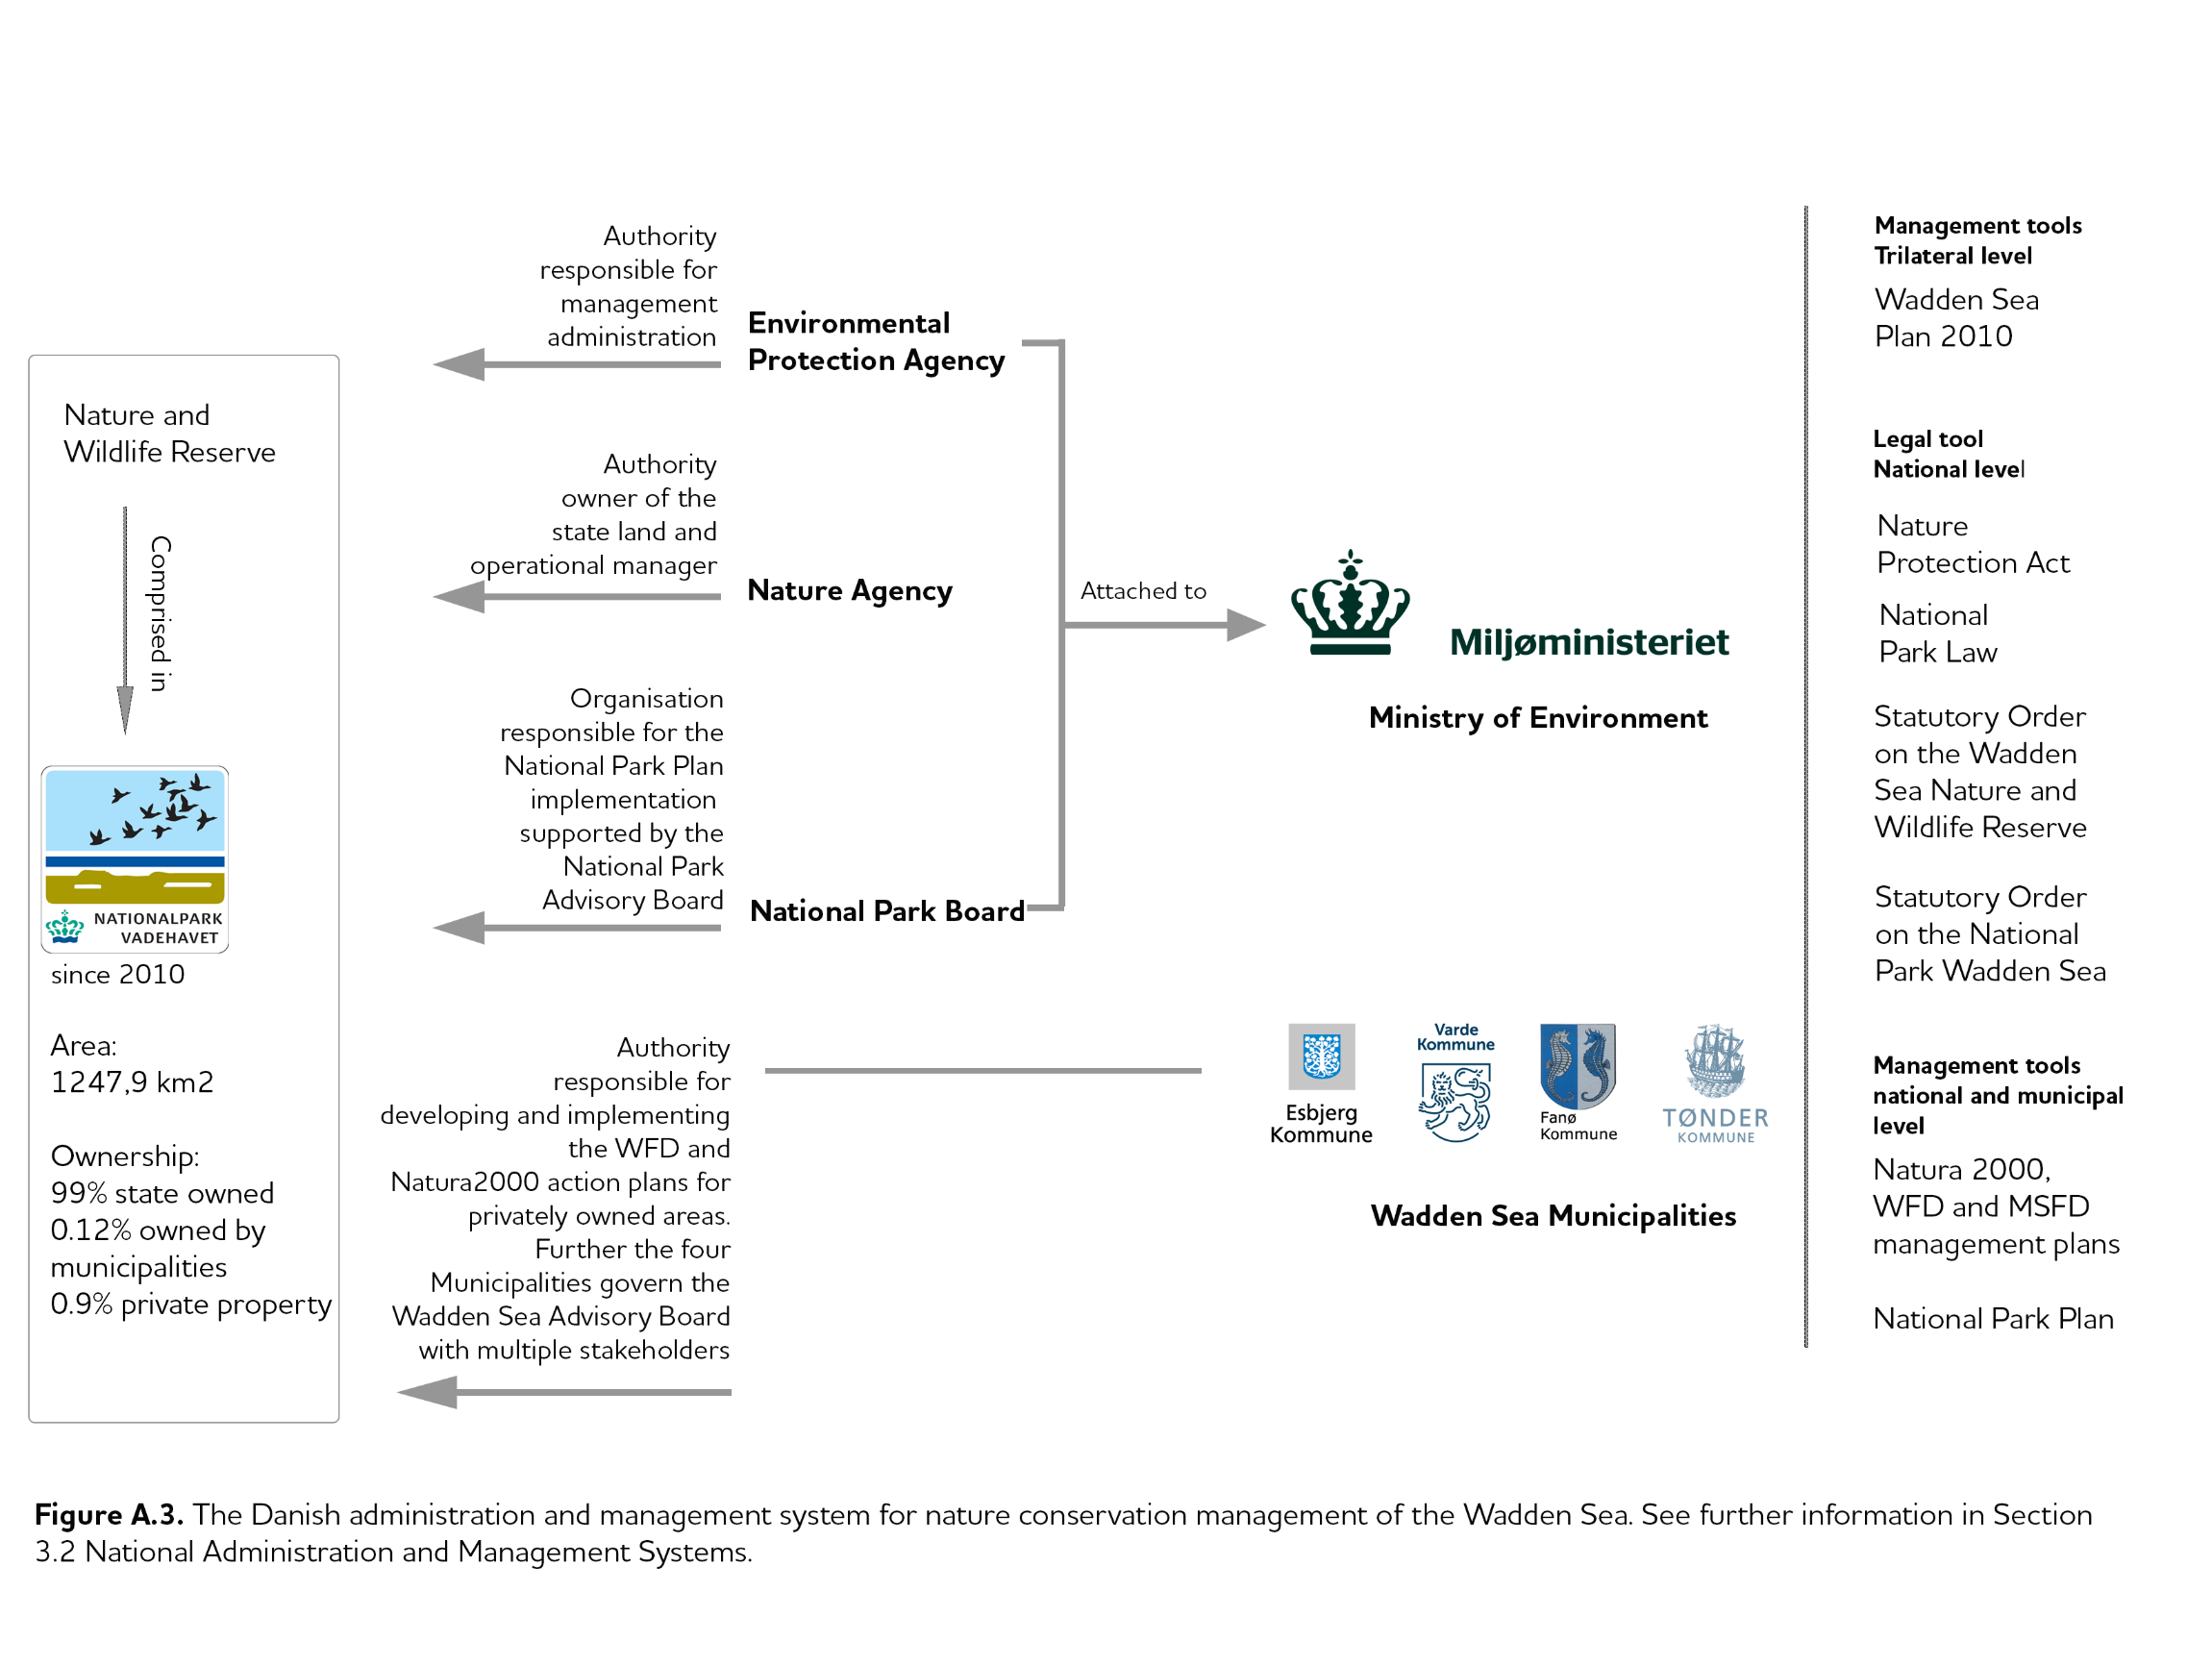 Nature and
Wildlife Reserve
Comprised in
NATIONALPARK
VADEHAVET
since 2010
Area:
1247,9 km2
Ownership:
99% state owned
0.12% owned by
municipalities
0.9% private property
Authority
responsible for
management
administration
Environmental
Protection Agency
Authority
owner of the
state land and
operational manager
Nature Agency
Organisation
responsible for the
National Park Plan
implementation
supported by the
National Park
Advisory Board
National Park Board
Attached to
Miljøministeriet
Ministry of Environment
Authority
responsible for
developing and implementing
the WFD and
Natura2000 action plans for
privately owned areas.
Further the four
Municipalities govern the
Wadden Sea Advisory Board
with multiple stakeholders
Esbjerg
Kommune
Varde
Kommune
Fanø
Kommune
TØNDER
KOMMUNE
Wadden Sea Municipalities
Management tools
Trilateral level
Wadden Sea
Plan 2010
Legal tool
National level
Nature
Protection Act
National
Park Law
Statutory Order
on the Wadden
Sea Nature and
Wildlife Reserve
Statutory Order
on the National
Park Wadden Sea
Management tools
national and municipal
level
Natura 2000,
WFD and MSFD
management plans
National Park Plan
Figure A.3. The Danish administration and management system for nature conservation management of the Wadden Sea. See further information in Section
3.2 National Administration and Management Systems.